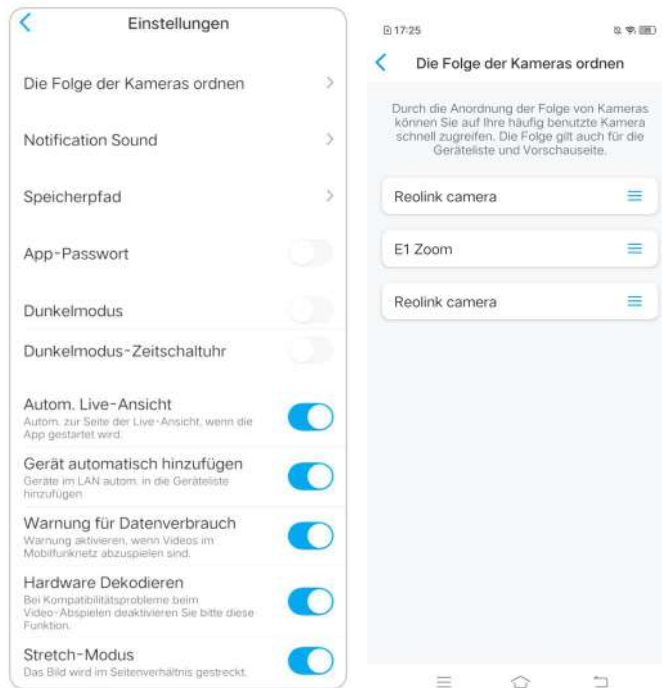 Einstellungen
Die Folge der Kameras ordnen
Notification Sound
Speicherpfad
App-Passwort
Dunkelmodus
Dunkelmodus-Zeitschaltuhr
Autom. Live-Ansicht
Autom. zur Seite der Live-Ansicht, wenn die
App gestartet wird.
Gerät automatisch hinzufügen
Geräte im LAN autom. in die Geräteliste
hinzufügen
Warnung für Datenverbrauch
Warnung aktivieren, wenn Videos im
Mobilfunknetz abzuspielen sind.
Hardware Dekodieren
Bei Kompatibilitätsprobleme beim
Video-Abspielen deaktivieren Sie bitte diese
Funktion.
Stretch-Modus
Das Bild wird im Seitenverhältnis gestreckt.
17:25
Die Folge der Kameras ordnen
Durch die Anordnung der Folge von Kameras
können Sie auf Ihre häufig benutzte Kamera
schnell zugreifen. Die Folge gilt auch für die
Geräteliste und Vorschauseite.
Reolink camera
E1 Zoom
Reolink camera